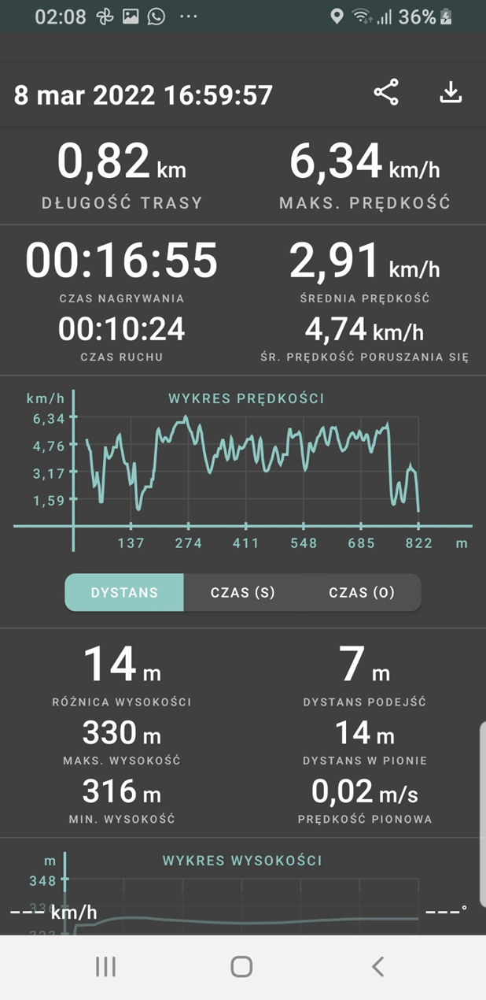 02:08 ... 36%
8 mar 2022 16:59:57
0,82 km 6,34 km/h
DŁUGOŚĆ TRASY MAKS. PRĘDKOŚĆ
00:16:55 2,91 km/h
CZAS NAGRYWANIA ŚREDNIA PRĘDKOŚĆ
00:10:24 4,74 km/h
CZAS RUCHU ŚR. PRĘDKOŚĆ PORUSZANIA SIĘ
km/h WYKRES PRĘDKOŚCI
6,34
4,76
3,17
1,59
137 274 411 548 685 822 m
DYSTANS CZAS (S) CZAS (O)
14 m 7 m
RÓŻNICA WYSOKOŚCI DYSTANS PODEJŚĆ
330 m 14 m
MAKS. WYSOKOŚĆ DYSTANS W PIONIE
316 m 0,02 m/s
MIN. WYSOKOŚĆ PRĘDKOŚĆ PIONOWA
m WYKRES WYSOKOŚCI
348
--- km/h ---°